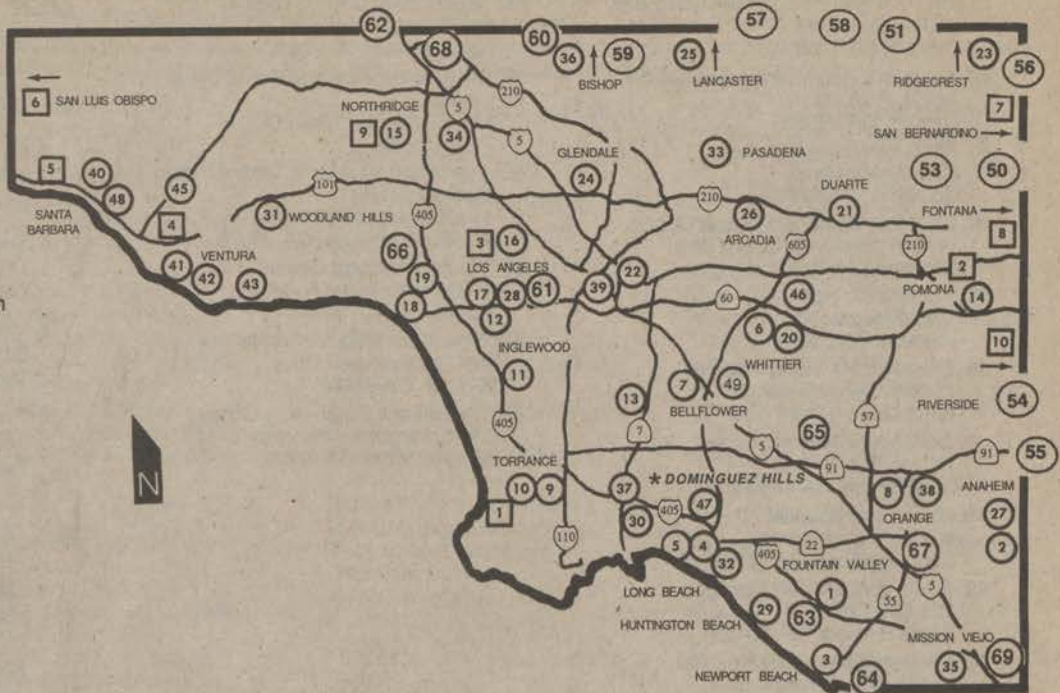 62 68 60 57 58 51
36 59 25 23 56
BISHOP LANCASTER RIDGECREST
6 SAN LUIS OBISPO
NORTHRIDGE 5 210 7
9 15 34 5 SAN BERNARDINO
GLENDALE 33 PASADENA
5 40 45 24 DUARTE 53 50
48 101 210 21
SANTA BARBARA 4 31 WOODLAND HILLS 405 26 FONTANA
ARCADIA 605 210 8
VENTURA 66 3 16
LOS ANGELES 2
41 42 43 19 17 28 61 39 22 POMONA
18 12 60 46 14
INGLEWOOD 6 20 10
11 WHITTIER
7 49
13 BELLFLOWER RIVERSIDE 54
405 57
7 5 65
TORRANCE 91 91 55
10 9 37 * DOMINGUEZ HILLS 8 38 ANAHEIM
1 30 405 47 ORANGE 27
N 110 5 4 22 67 2
32 405 FOUNTAIN VALLEY
LONG BEACH 1 55 5
HUNTINGTON BEACH 29 63 MISSION VIEJO
3 35 69
NEWPORT BEACH 64